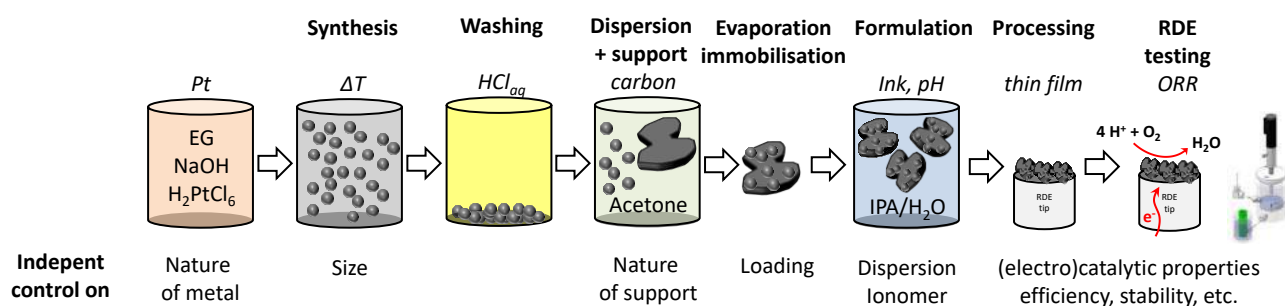 Synthesis
Washing
Dispersion
+ support
Evaporation
immobilisation
Formulation
Processing
RDE
testing
Pt
ΔT
HClaq
carbon
Ink, pH
thin film
ORR
EG
NaOH
H2PtCl6
Acetone
IPA/H2O
RDE
tip
4 H+ + O2
H2O
RDE
tip
e-
Indepent
control on
Nature
of metal
Size
Nature
of support
Loading
Dispersion
Ionomer
(electro)catalytic properties
efficiency, stability, etc.